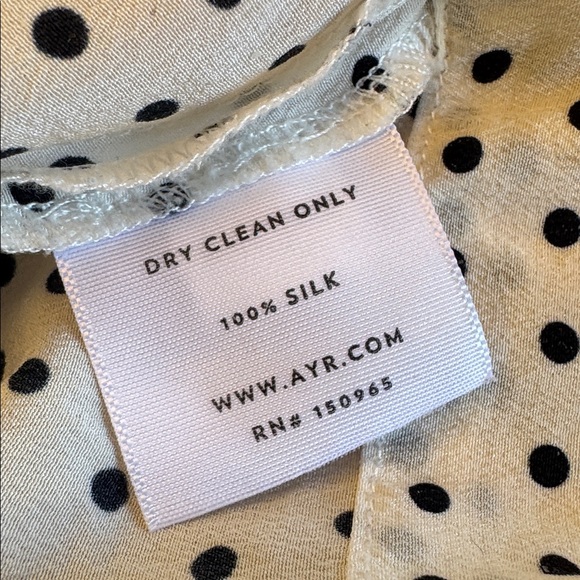 DRY CLEAN ONLY
100% SILK
WWW.AYR.COM
RN# 150965